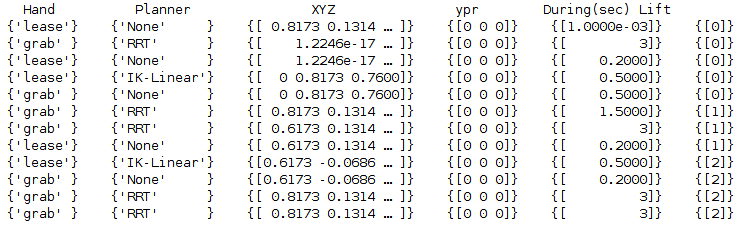 Hand Planner XYZ ypr During(sec) Lift
{'lease'} {'None' } {[ 0.8173 0.1314 … ]} {[0 0 0]} {[1.0000e-03]} {[0]}
{'grab' } {'RRT' } {[ 1.2246e-17 … ]} {[0 0 0]} {[ 3]} {[0]}
{'lease'} {'None' } {[ 1.2246e-17 … ]} {[0 0 0]} {[ 0.2000]} {[0]}
{'lease'} {'IK-Linear'} {[ 0 0.8173 0.7600]} {[0 0 0]} {[ 0.5000]} {[0]}
{'grab' } {'None' } {[ 0 0.8173 0.7600]} {[0 0 0]} {[ 0.5000]} {[0]}
{'grab' } {'RRT' } {[ 0.8173 0.1314 … ]} {[0 0 0]} {[ 1.5000]} {[1]}
{'grab' } {'RRT' } {[ 0.6173 0.1314 … ]} {[0 0 0]} {[ 3]} {[1]}
{'lease'} {'None' } {[ 0.6173 0.1314 … ]} {[0 0 0]} {[ 0.2000]} {[1]}
{'lease'} {'IK-Linear'} {[0.6173 -0.0686 … ]} {[0 0 0]} {[ 0.5000]} {[2]}
{'grab' } {'None' } {[0.6173 -0.0686 … ]} {[0 0 0]} {[ 0.2000]} {[2]}
{'grab' } {'RRT' } {[ 0.8173 0.1314 … ]} {[0 0 0]} {[ 3]} {[2]}
{'grab' } {'RRT' } {[ 0.8173 0.1314 … ]} {[0 0 0]} {[ 3]} {[2]}